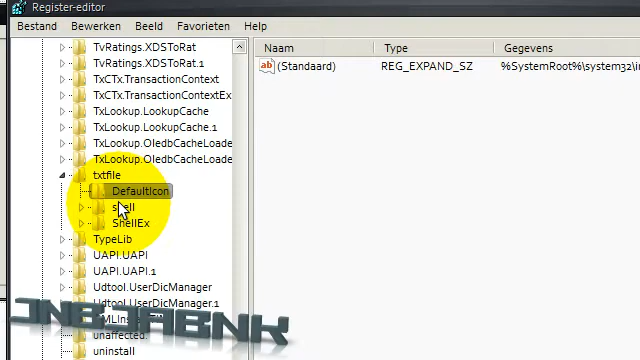 Register-editor
Bestand Bewerken Beeld Favorieten Help
TvRatings.XDSToRat
TvRatings.XDSToRat.1
TxCTx.TransactionContext
TxCTx.TransactionContextEx
TxLookup.LookupCache
TxLookup.LookupCache.1
TxLookup.OledbCacheLoade
TxLookup.OledbCacheLoade
txtfile
DefaultIcon
shell
ShellEx
TypeLib
UAPI.UAPI
UAPI.UAPI.1
Udtool.UserDicManager
Udtool.UserDicManager.1
unaffected.
uninstall
Naam Type Gegevens
ab (Standaard) REG_EXPAND_SZ %SystemRoot%\system32\i
JNBJABNK